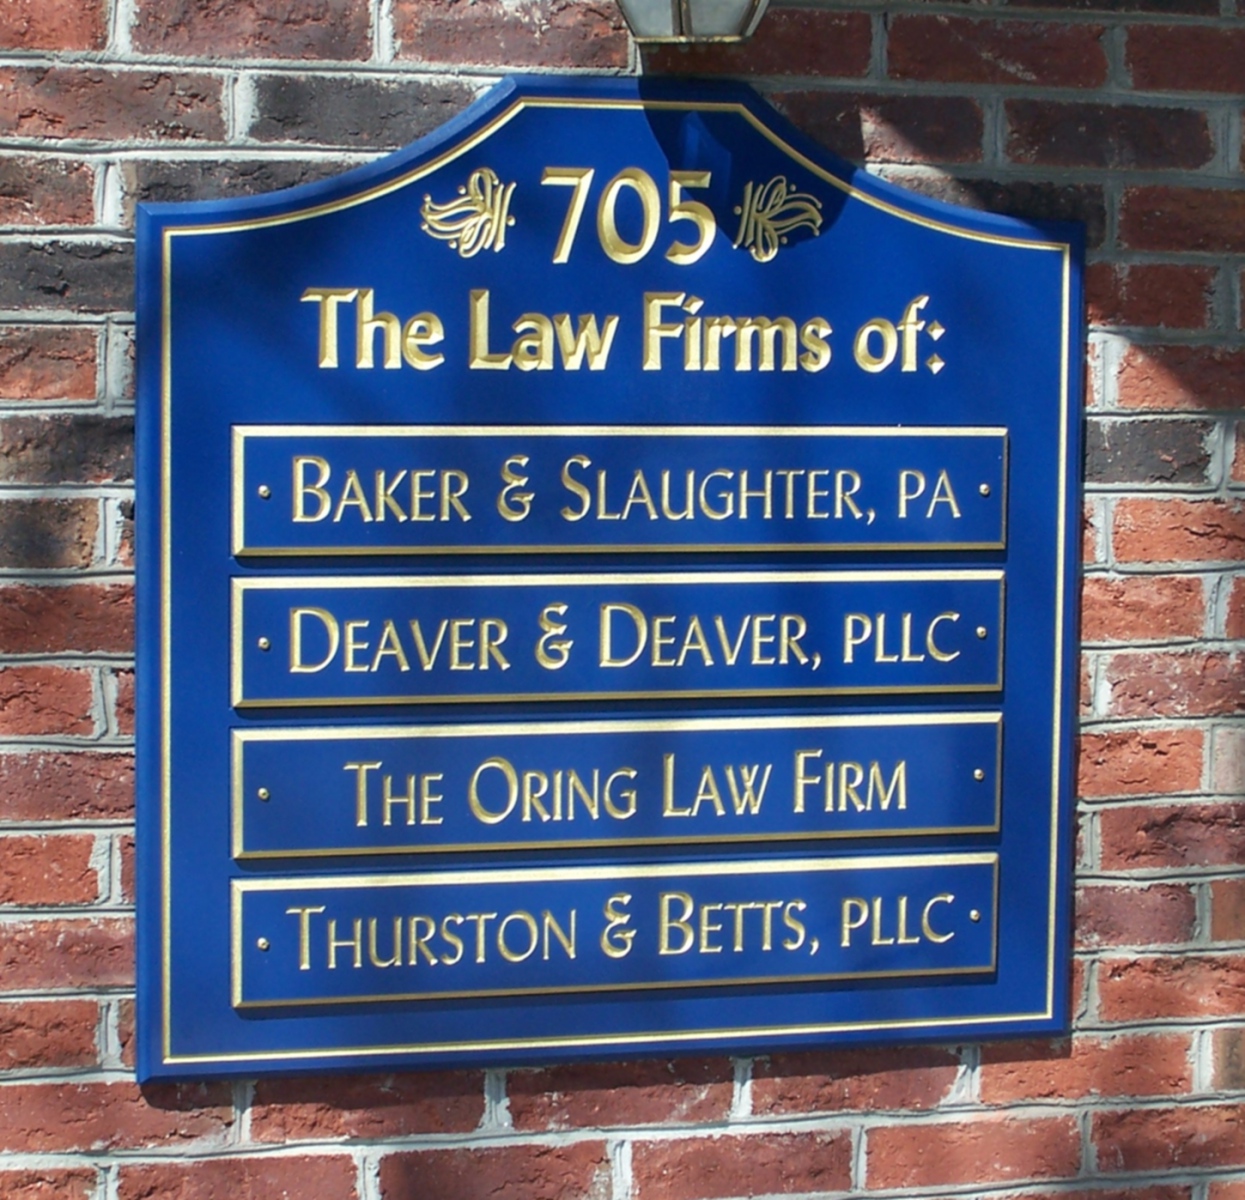 705
The Law Firms of:
BAKER & SLAUGHTER, PA
DEAVER & DEAVER, PLLC
THE ORING LAW FIRM
THURSTON & BETTS, PLLC